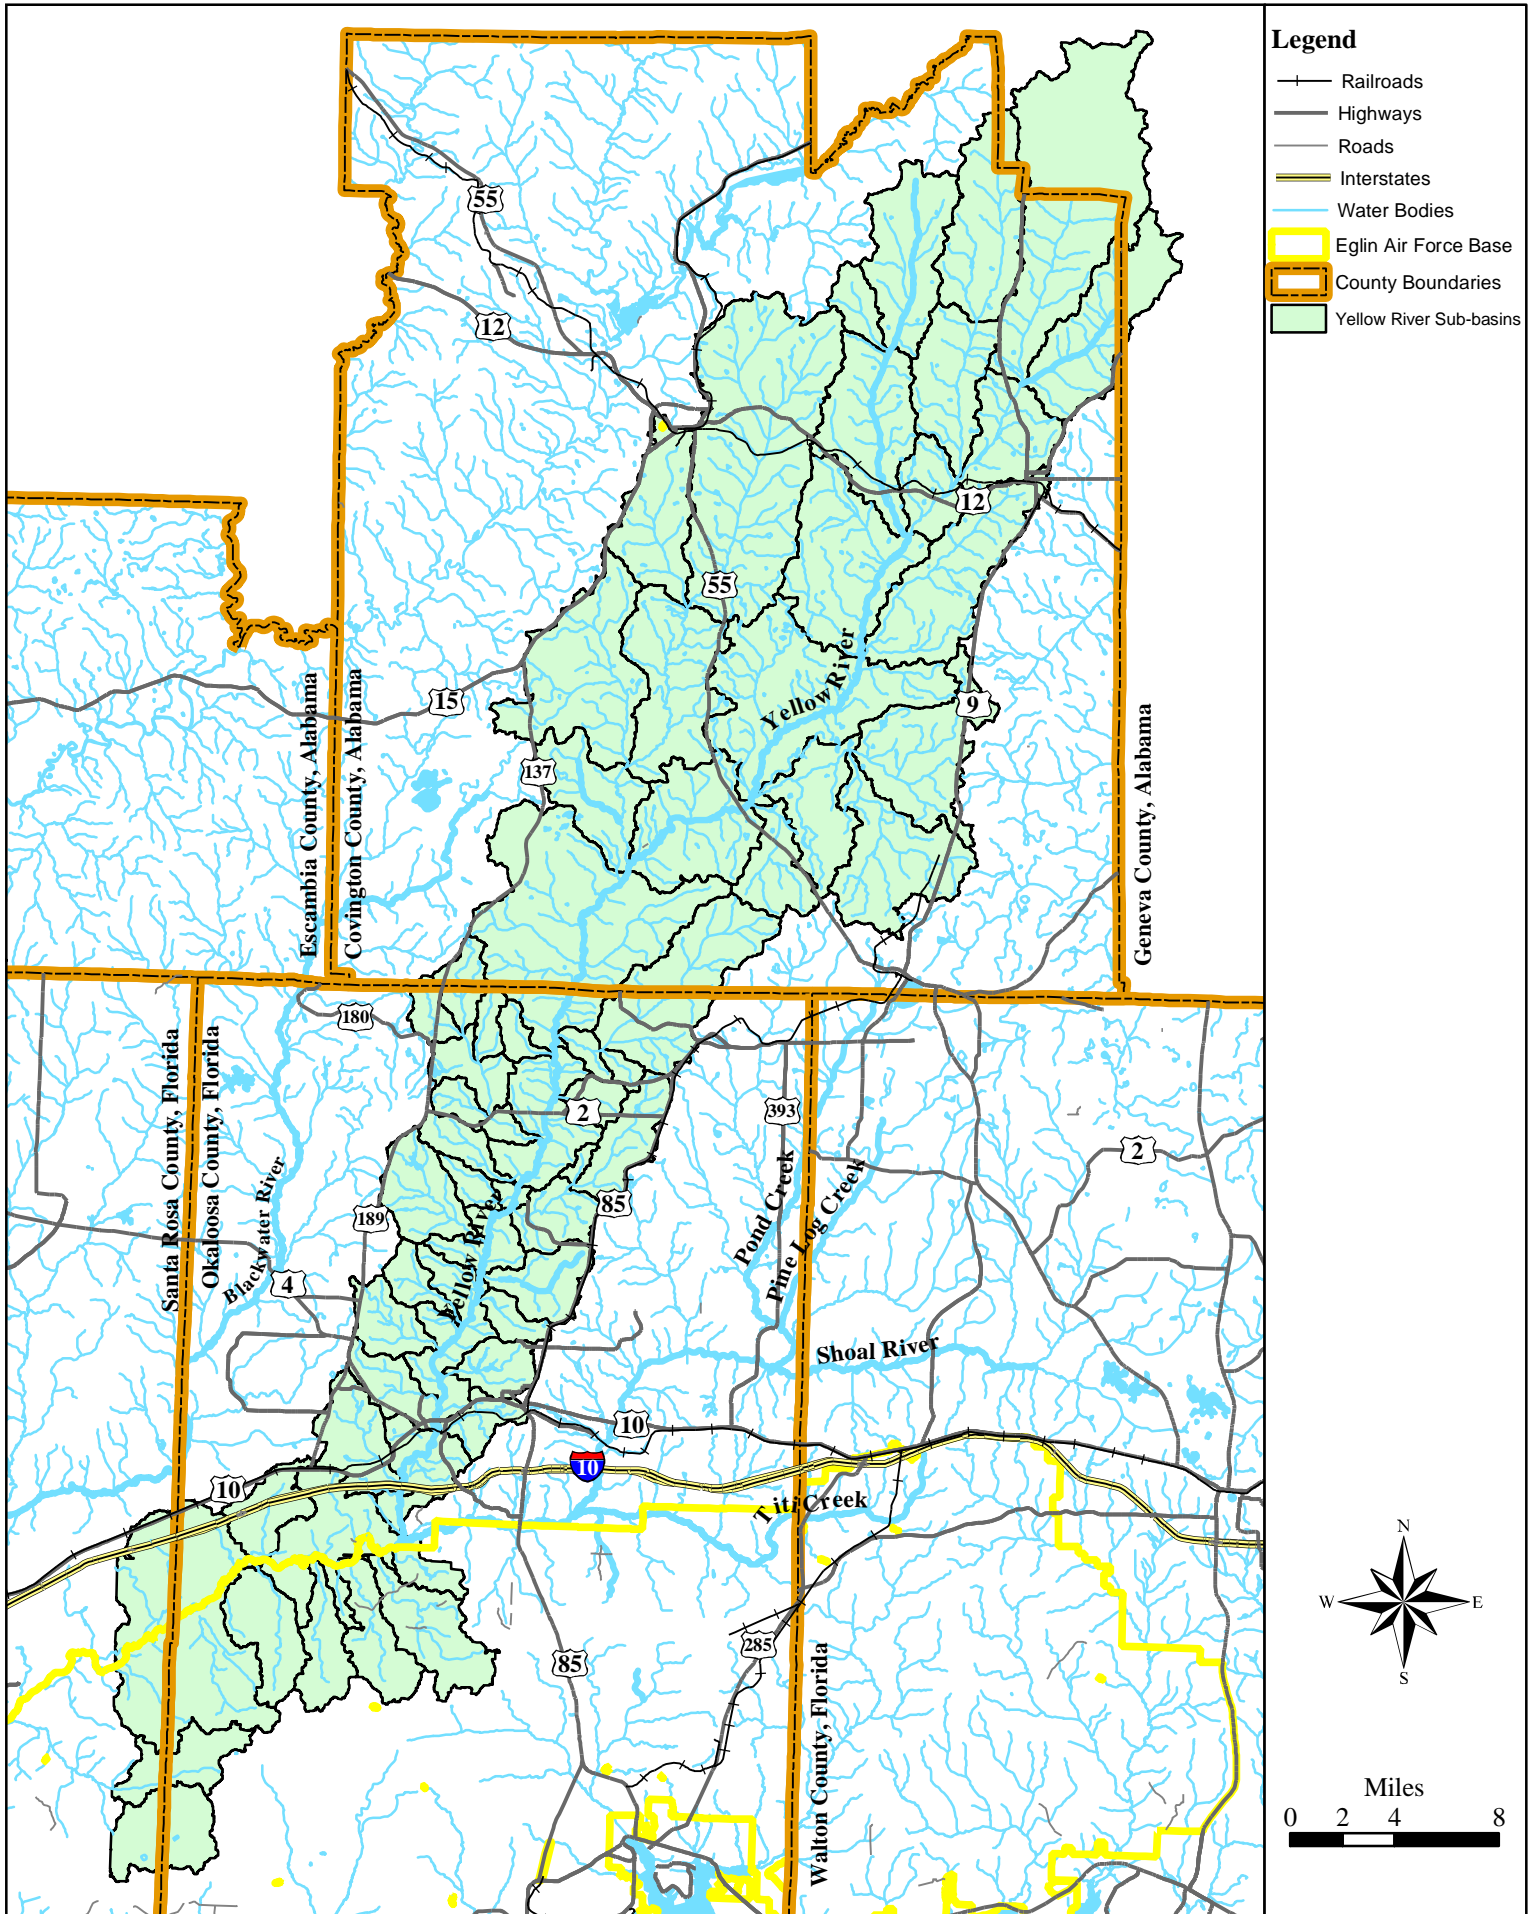 Legend
Railroads
Highways
Roads
Interstates
Water Bodies
Eglin Air Force Base
County Boundaries
Yellow River Sub-basins
55
12
12
55
15
9
137
Yellow River
Escambia County, Alabama
Covington County, Alabama
Geneva County, Alabama
180
2
393
2
85
189
4
Santa Rosa County, Florida
Okaloosa County, Florida
Blackwater River
Yellow River
Pond Creek
Pine Log Creek
Shoal River
10
10
10
Titi Creek
285
85
Walton County, Florida
N
W
E
S
Miles
0 2 4 8